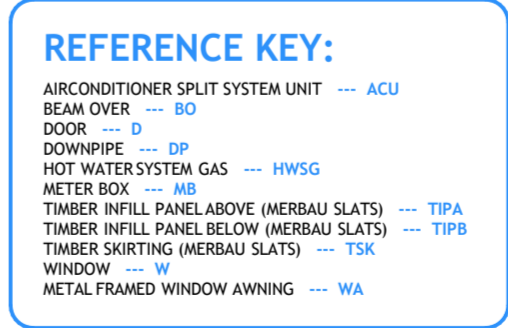 REFERENCE KEY:
AIRCONDITIONER SPLIT SYSTEM UNIT --- ACU
BEAM OVER --- BO
DOOR --- D
DOWNPIPE --- DP
HOT WATER SYSTEM GAS --- HWSG
METER BOX --- MB
TIMBER INFILL PANEL ABOVE (MERBAU SLATS) --- TIPA
TIMBER INFILL PANEL BELOW (MERBAU SLATS) --- TIPB
TIMBER SKIRTING (MERBAU SLATS) --- TSK
WINDOW --- W
METAL FRAMED WINDOW AWNING --- WA